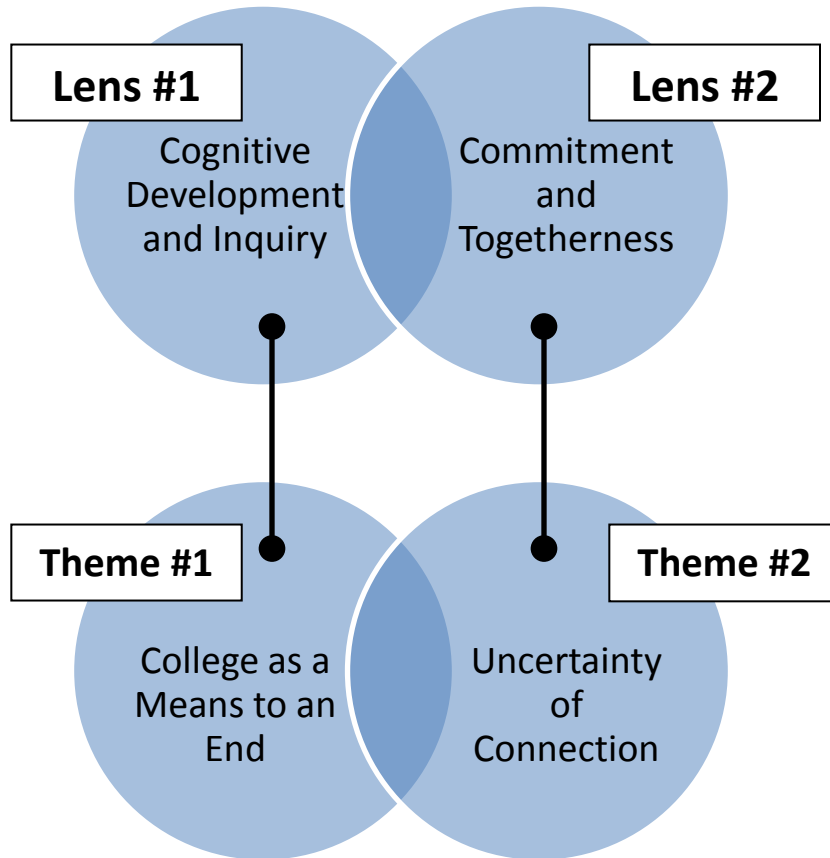 Lens #1
Lens #2
Cognitive
Development
and Inquiry
Commitment
and
Togetherness
Theme #1
Theme #2
College as a
Means to an
End
Uncertainty
of
Connection